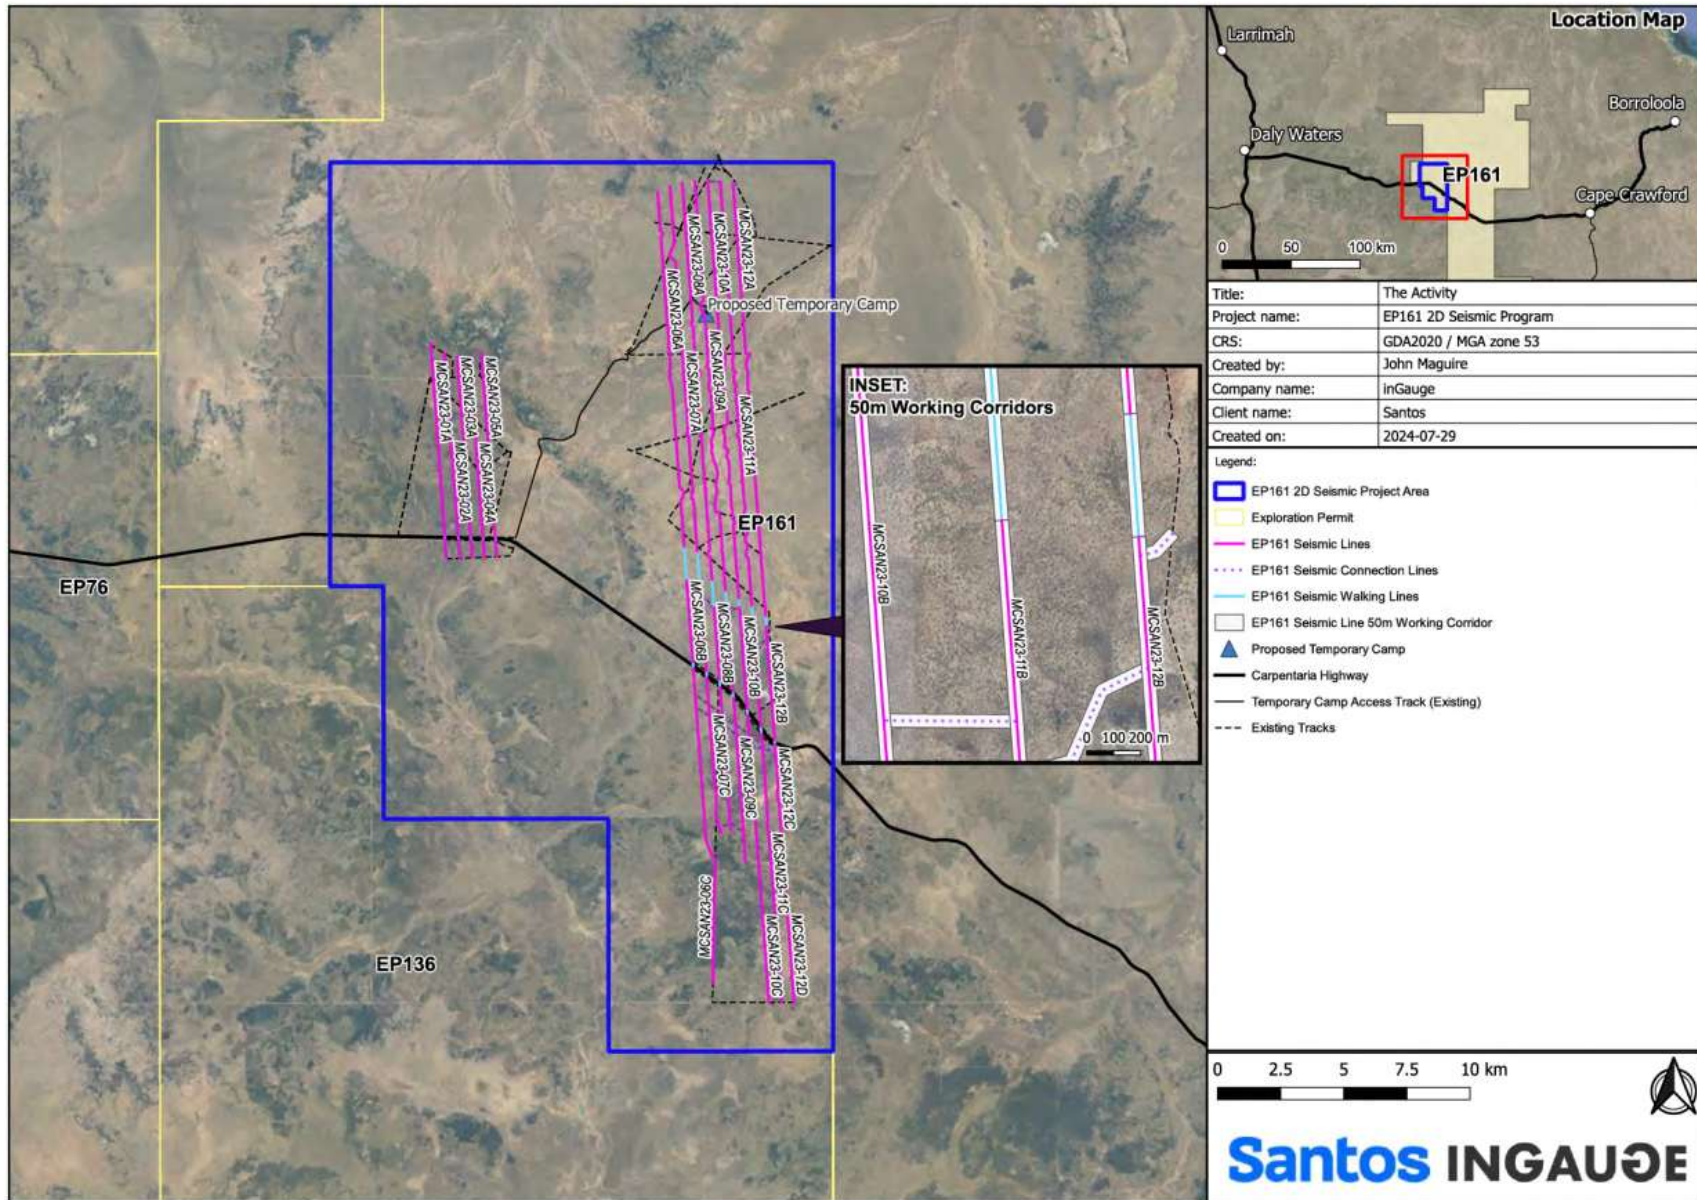 MCSAN23-12A
MCSAN23-10A
MCSAN23-08A
MCSAN23-06A
Proposed Temporary Camp
MCSAN23-09A
MCSAN23-07A
MCSAN23-11A
MCSAN23-01A
MCSAN23-03A
MCSAN23-05A
MCSAN23-02A
MCSAN23-04A
EP161
EP76
MCSAN23-06B
MCSAN23-08B
MCSAN23-10B
MCSAN23-12B
MCSAN23-07C
MCSAN23-09C
MCSAN23-12C
MCSAN23-11C
MCSAN23-06C
MCSAN23-10C
MCSAN23-12D
EP136
INSET:
50m Working Corridors
MCSAN23-10B
MCSAN23-11B
MCSAN23-12B
0 100 200 m
Location Map
Larrimah
Borroloola
Daly Waters
EP161
Cape Crawford
0 50 100 km
Title: The Activity
Project name: EP161 2D Seismic Program
CRS: GDA2020 / MGA zone 53
Created by: John Maguire
Company name: inGauge
Client name: Santos
Created on: 2024-07-29
Legend:
EP161 2D Seismic Project Area
Exploration Permit
EP161 Seismic Lines
EP161 Seismic Connection Lines
EP161 Seismic Walking Lines
EP161 Seismic Line 50m Working Corridor
Proposed Temporary Camp
Carpentaria Highway
Temporary Camp Access Track (Existing)
Existing Tracks
0 2.5 5 7.5 10 km
Santos INGAUGE